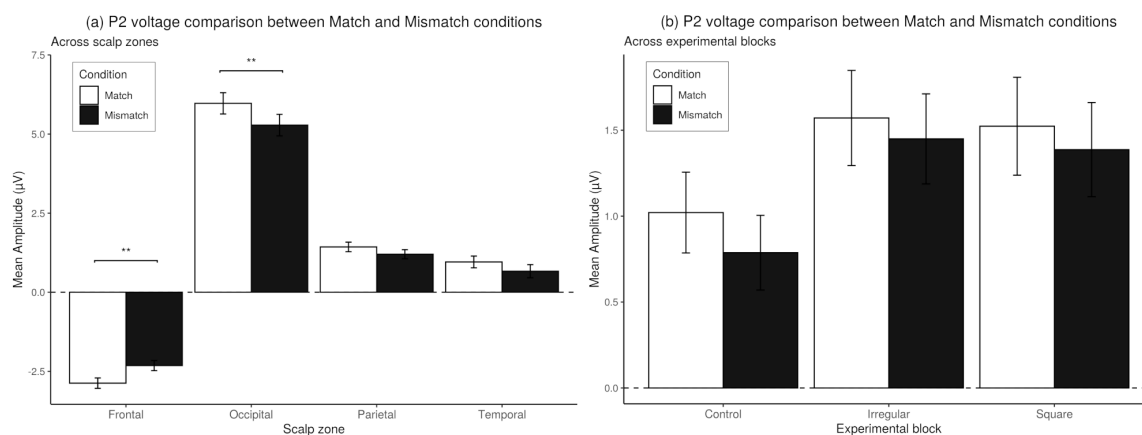 (a) P2 voltage comparison between Match and Mismatch conditions
Across scalp zones
7.5
5.0
2.5
0.0
-2.5
Mean Amplitude (µV)
Condition
Match
Mismatch
**
**
Frontal
Occipital
Parietal
Temporal
Scalp zone
(b) P2 voltage comparison between Match and Mismatch conditions
Across experimental blocks
1.5
1.0
0.5
0.0
Mean Amplitude (µV)
Condition
Match
Mismatch
Control
Irregular
Square
Experimental block